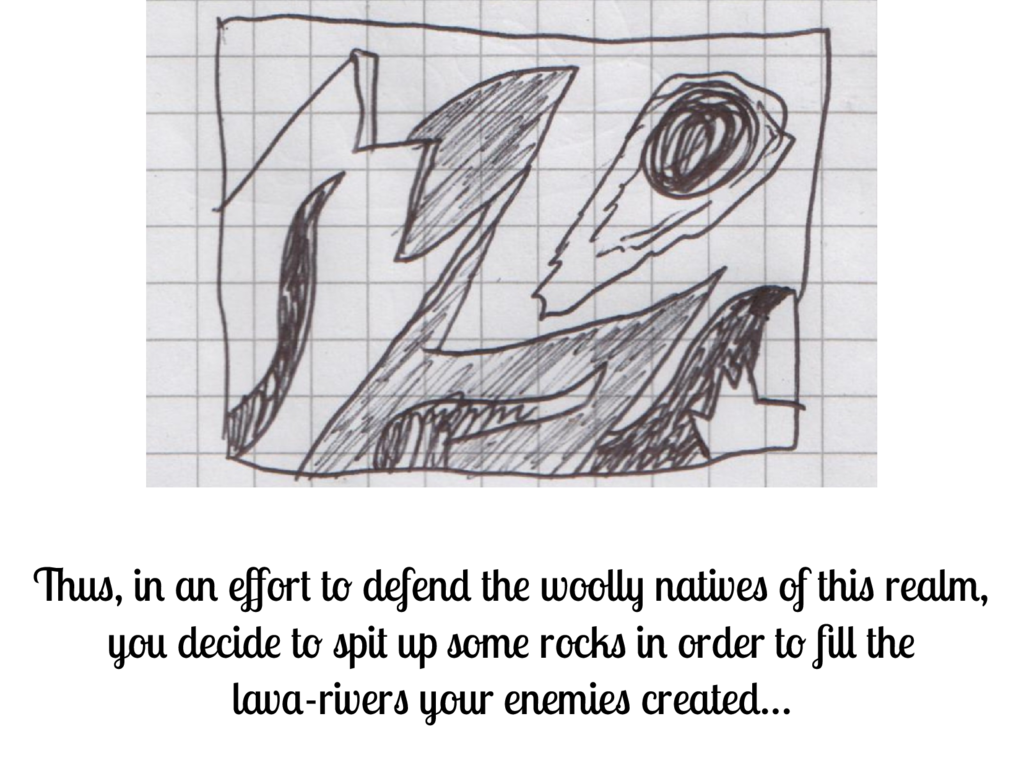 Thus, in an effort to defend the woolly natives of this realm,
you decide to spit up some rocks in order to fill the
lava-rivers your enemies created...